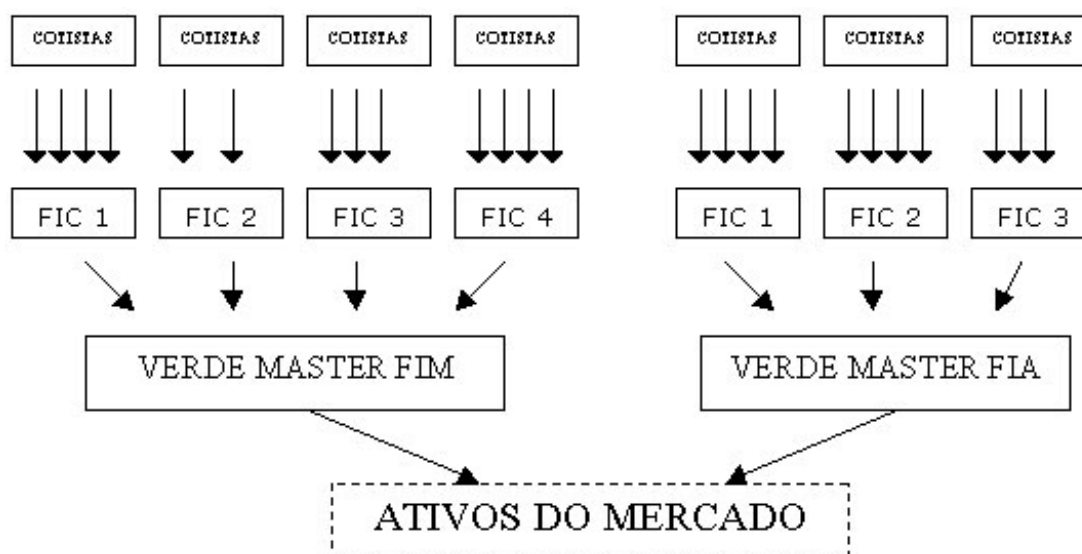 COTISTAS COTISTAS COTISTAS COTISTAS COTISTAS COTISTAS COTISTAS
FIC 1 FIC 2 FIC 3 FIC 4 FIC 1 FIC 2 FIC 3
VERDE MASTER FIM VERDE MASTER FIA
ATIVOS DO MERCADO